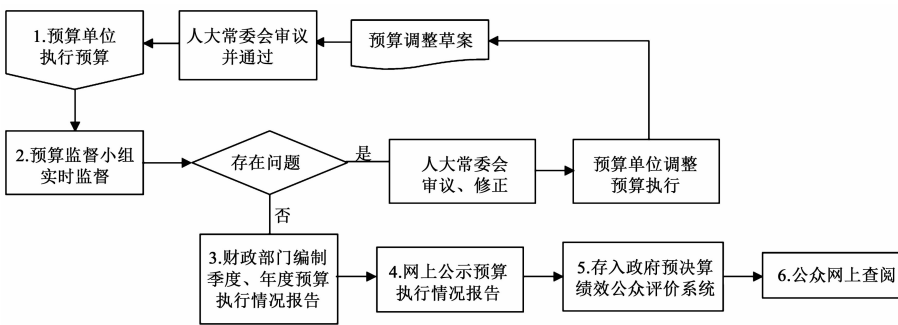 1.预算单位
执行预算
人大常委会审议
并通过
预算调整草案
2.预算监督小组
实时监督
存在问题
是
人大常委会
审议、修正
预算单位调整
预算执行
否
3.财政部门编制
季度、年度预算
执行情况报告
4.网上公示预算
执行情况报告
5.存入政府预决算
绩效公众评价系统
6.公众网上查阅